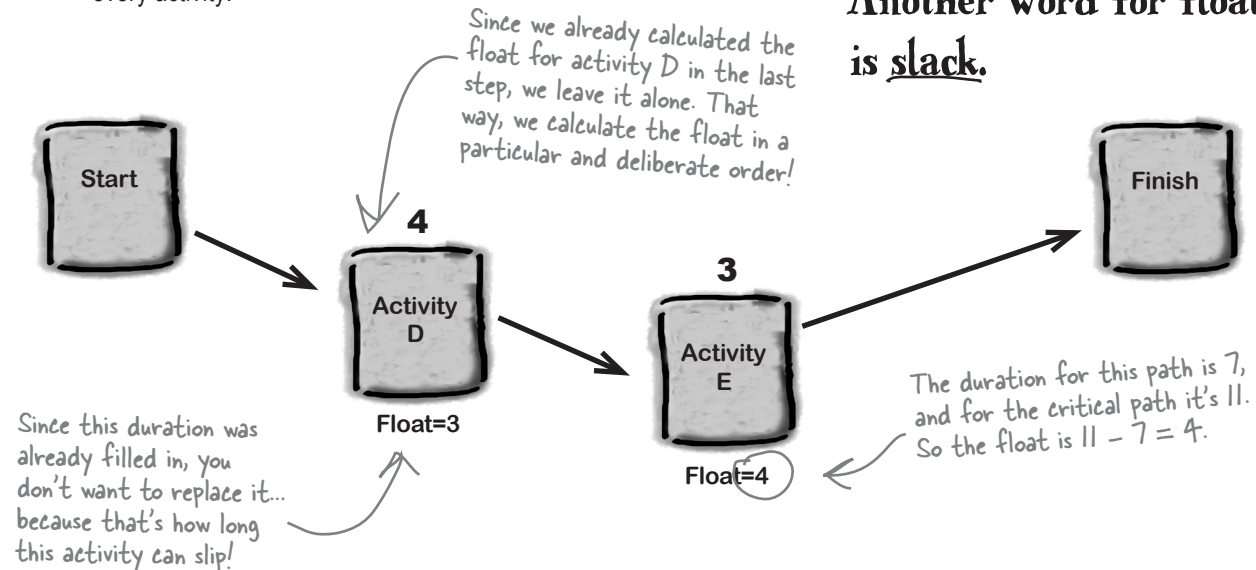 every activity.
Another word for float
is slack.
Since we already calculated the
float for activity D in the last
step, we leave it alone. That
way, we calculate the float in a
particular and deliberate order!
Start
Finish
4
Activity
D
Float=3
3
Activity
E
Float=4
The duration for this path is 7,
and for the critical path it's 11.
So the float is 11 – 7 = 4.
Since this duration was
already filled in, you
don't want to replace it...
because that's how long
this activity can slip!